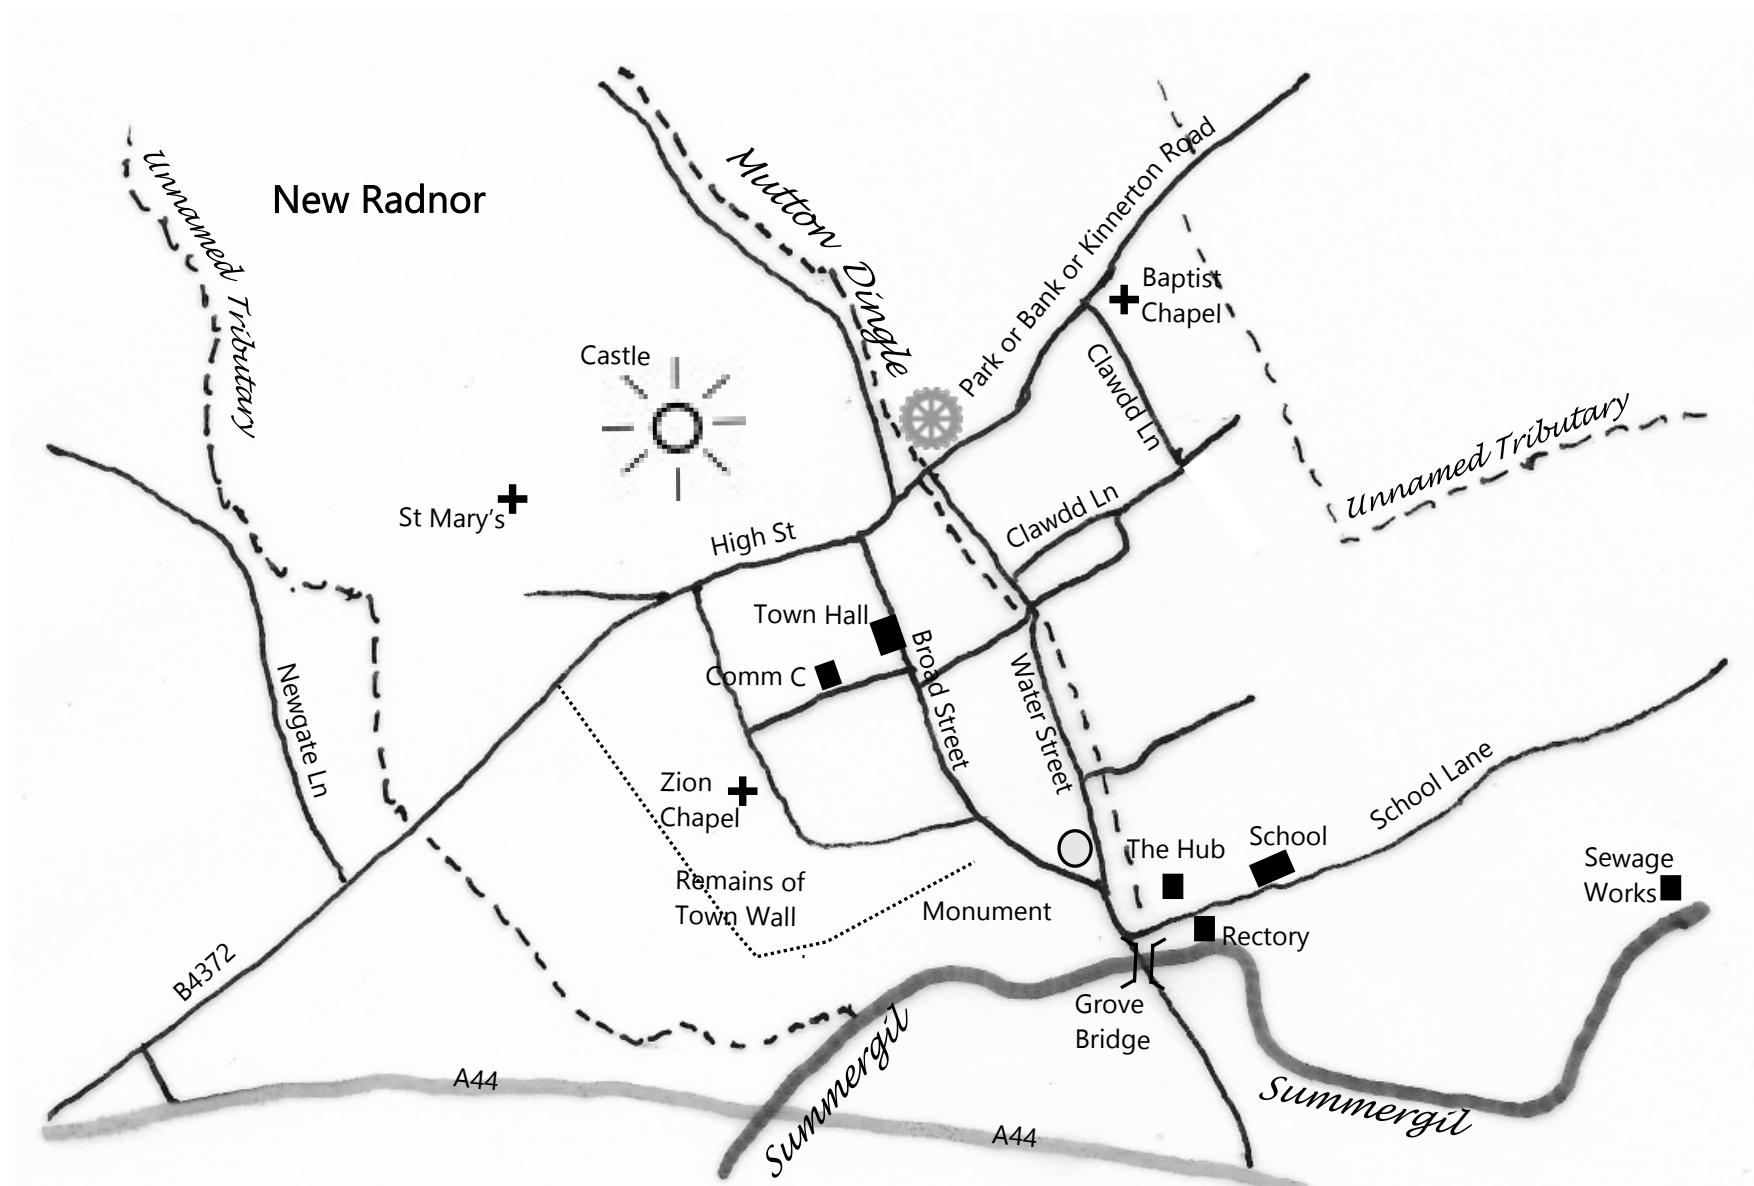 Unnamed Tributary
New Radnor
Mutton Dingle
Park or Bank or Kinnerton Road
Baptist
Chapel
Castle
Clawdd Ln
Unnamed Tributary
St Mary's
High St
Clawdd Ln
Town Hall
Comm C
Broad Street
Water Street
Newgate Ln
Zion
Chapel
School Lane
The Hub
School
Sewage
Works
Remains of
Town Wall
Monument
Rectory
B4372
Grove
Bridge
Summergil
A44
Summergil
A44